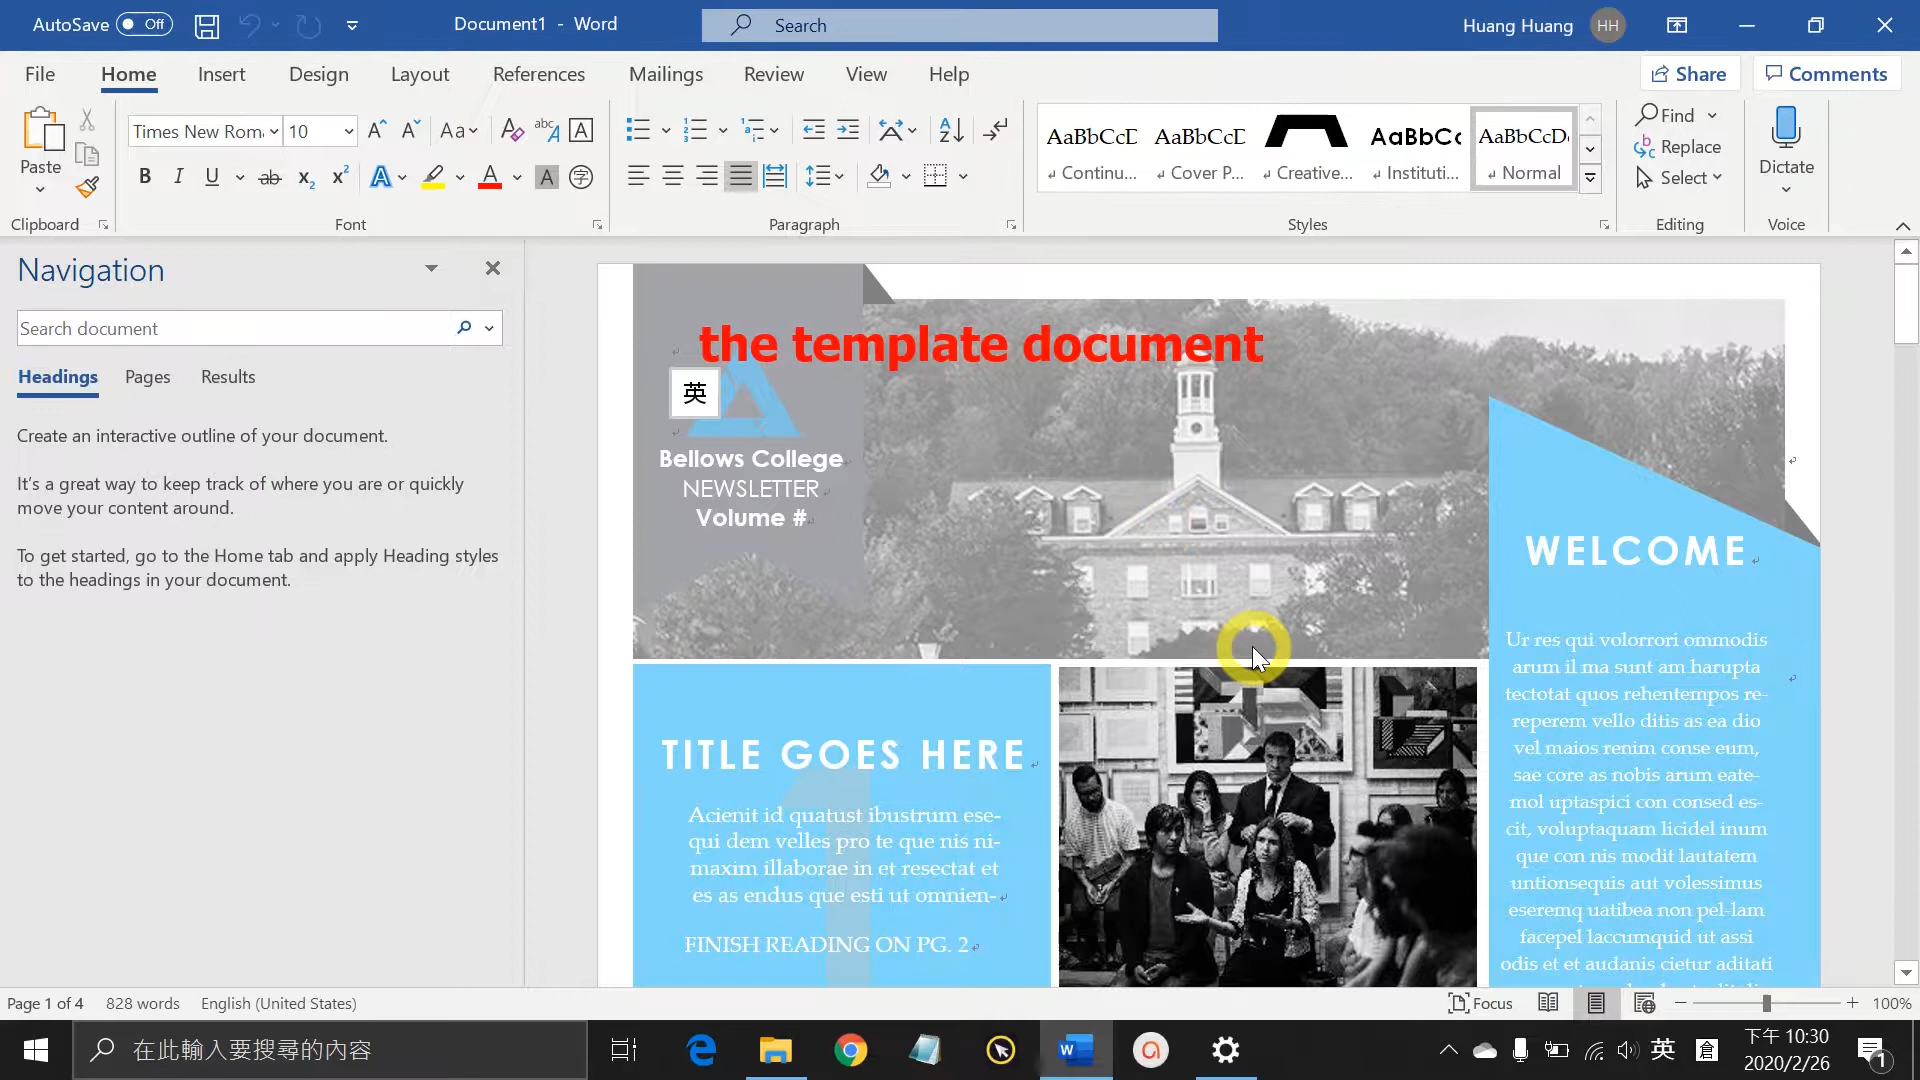 AutoSave Off Document1 - Word Search Huang Huang HH
File Home Insert Design Layout References Mailings Review View Help Share Comments
Paste
Clipboard
Times New Rom 10
Font
Paragraph
AaBbCcD AaBbCcD AaBbCc AaBbCcD
Continu... Cover P... Creative... Instituti... Normal
Styles
Find
Replace
Select
Editing
Dictate
Voice
Navigation
Search document
Headings Pages Results
Create an interactive outline of your document.
It's a great way to keep track of where you are or quickly
move your content around.
To get started, go to the Home tab and apply Heading styles
to the headings in your document.
the template document
英
Bellows College
NEWSLETTER
Volume #
TITLE GOES HERE
Acienit id quatust ibustrum ese-
qui dem velles pro te que nis ni-
maxim illaborae in et resectat et
es as endus que esti ut omnien-
FINISH READING ON PG. 2
1
WELCOME
Ur res qui volorrori ommodis
arum il ma sunt am harupta
tectotat quos rehentempos re-
reperem vello ditis as ea dio
vel maios renim conse eum,
sae core as nobis arum eate-
mol uptaspici con consed es-
cit, voluptaquam licidel inum
que con nis modit lautatem
untionsequis aut volessimus
eseremq uatibea non pel-lam
facepel laccumquid ut assi
odis et et audanis cietur aditati
Page 1 of 4 828 words English (United States) Focus 100%
在此輸入要搜尋的內容
英 倉
下午 10:30
2020/2/26
1